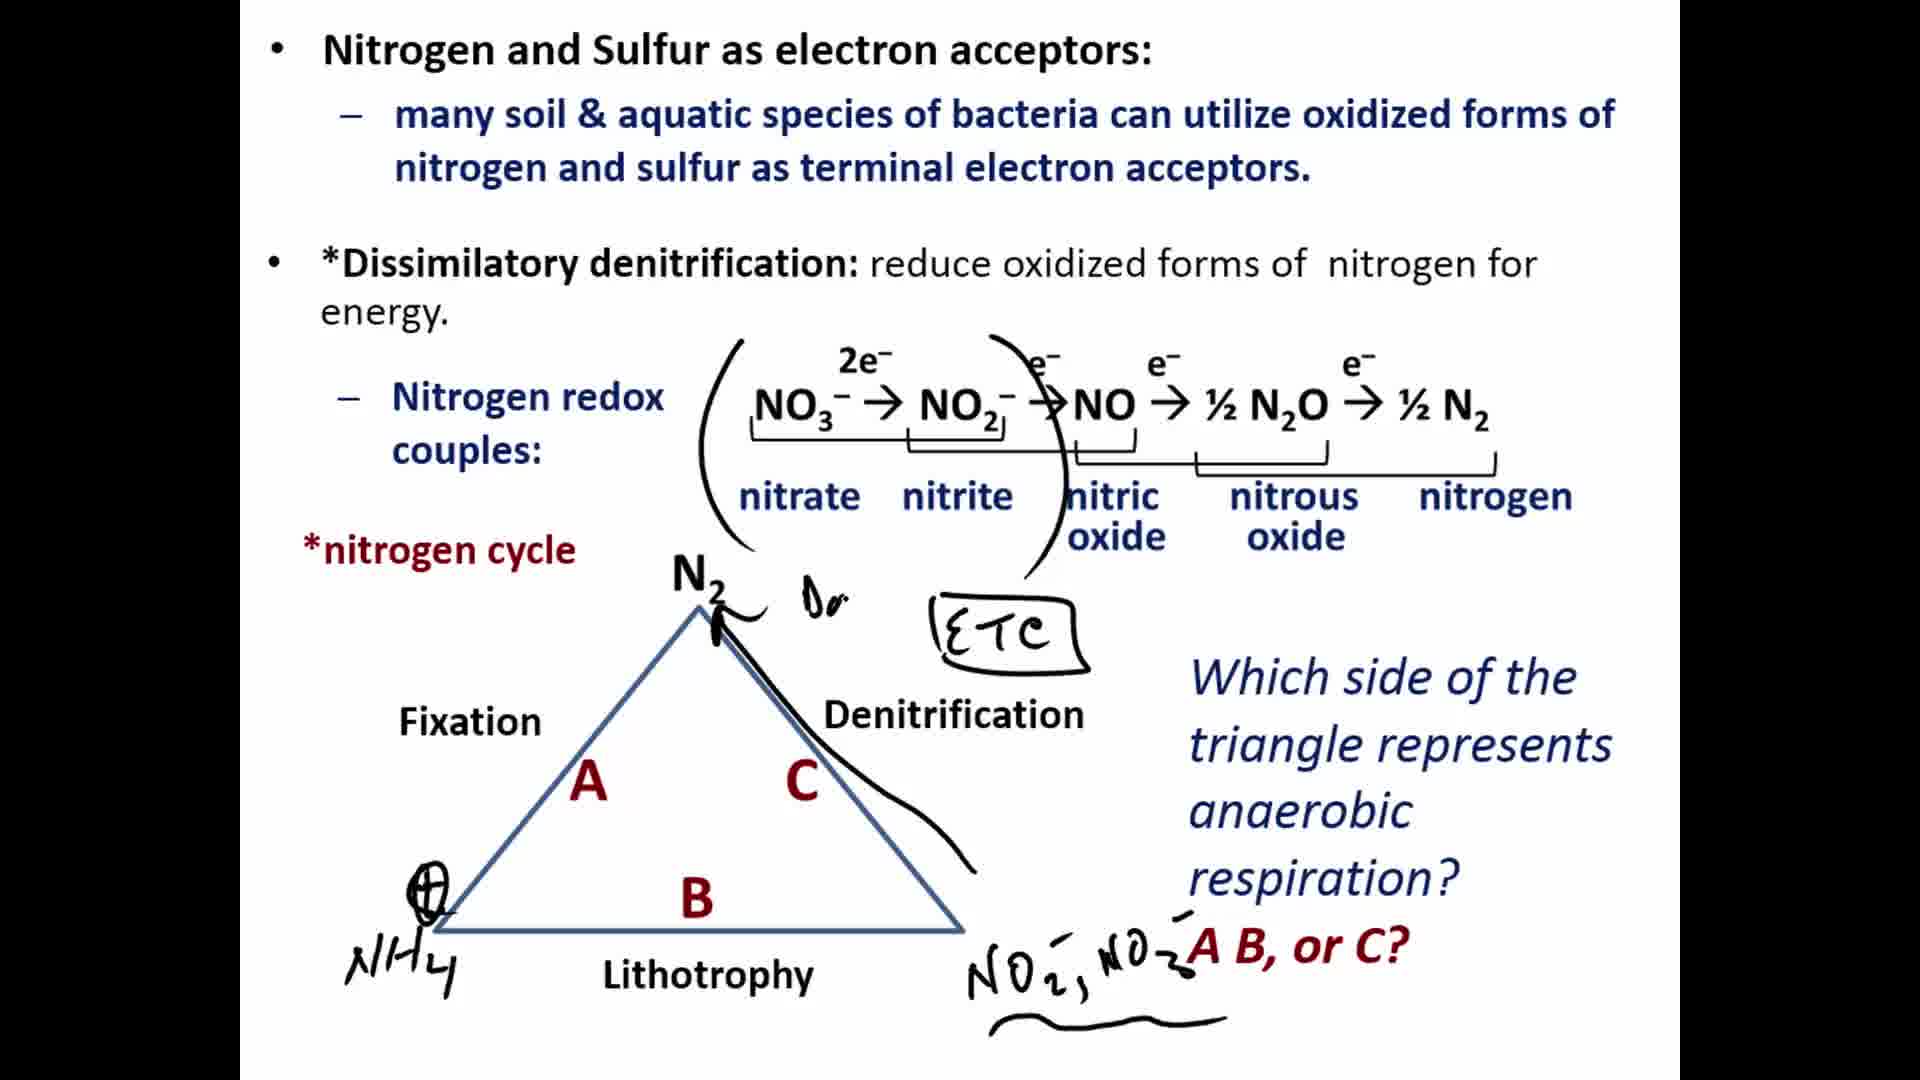 • Nitrogen and Sulfur as electron acceptors:
– many soil & aquatic species of bacteria can utilize oxidized forms of
nitrogen and sulfur as terminal electron acceptors.
• *Dissimilatory denitrification: reduce oxidized forms of nitrogen for
energy.
2e⁻ e⁻ e⁻ e⁻
– Nitrogen redox
couples:
NO₃⁻ → NO₂⁻ → NO → ½ N₂O → ½ N₂
nitrate nitrite nitric
oxide nitrous
oxide nitrogen
*nitrogen cycle
N₂
ETC
Fixation
Denitrification
A
C
B
NH₄⁺
Lithotrophy
NO₂⁻, NO₃⁻
Which side of the
triangle represents
anaerobic
respiration?
A B, or C?